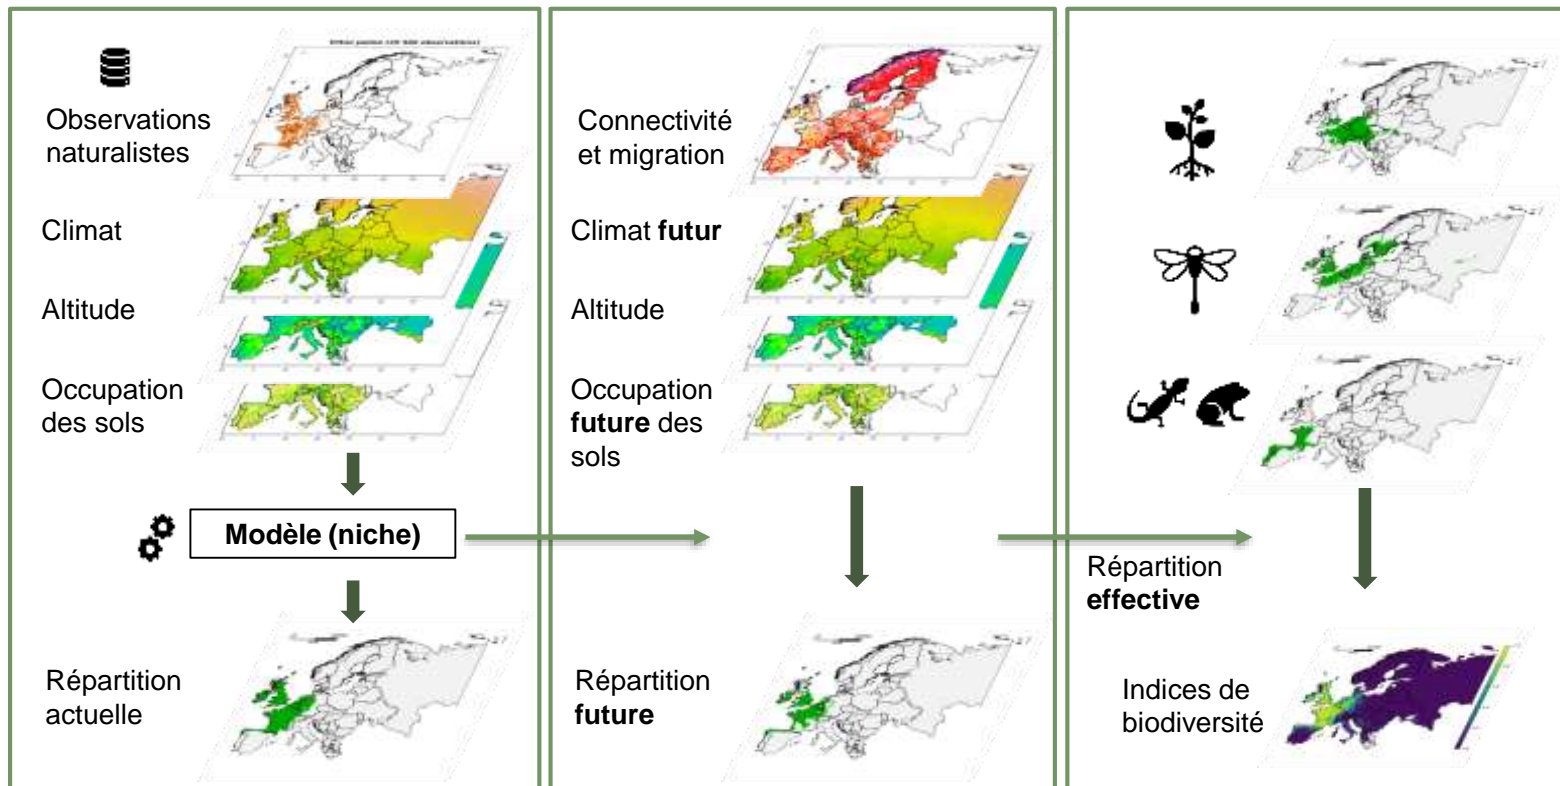 Observations
naturalistes
Climat
Altitude
Occupation
des sols
Modèle (niche)
Répartition
actuelle
Connectivité
et migration
Climat futur
Altitude
Occupation
future des
sols
Répartition
future
Répartition
effective
Indices de
biodiversité